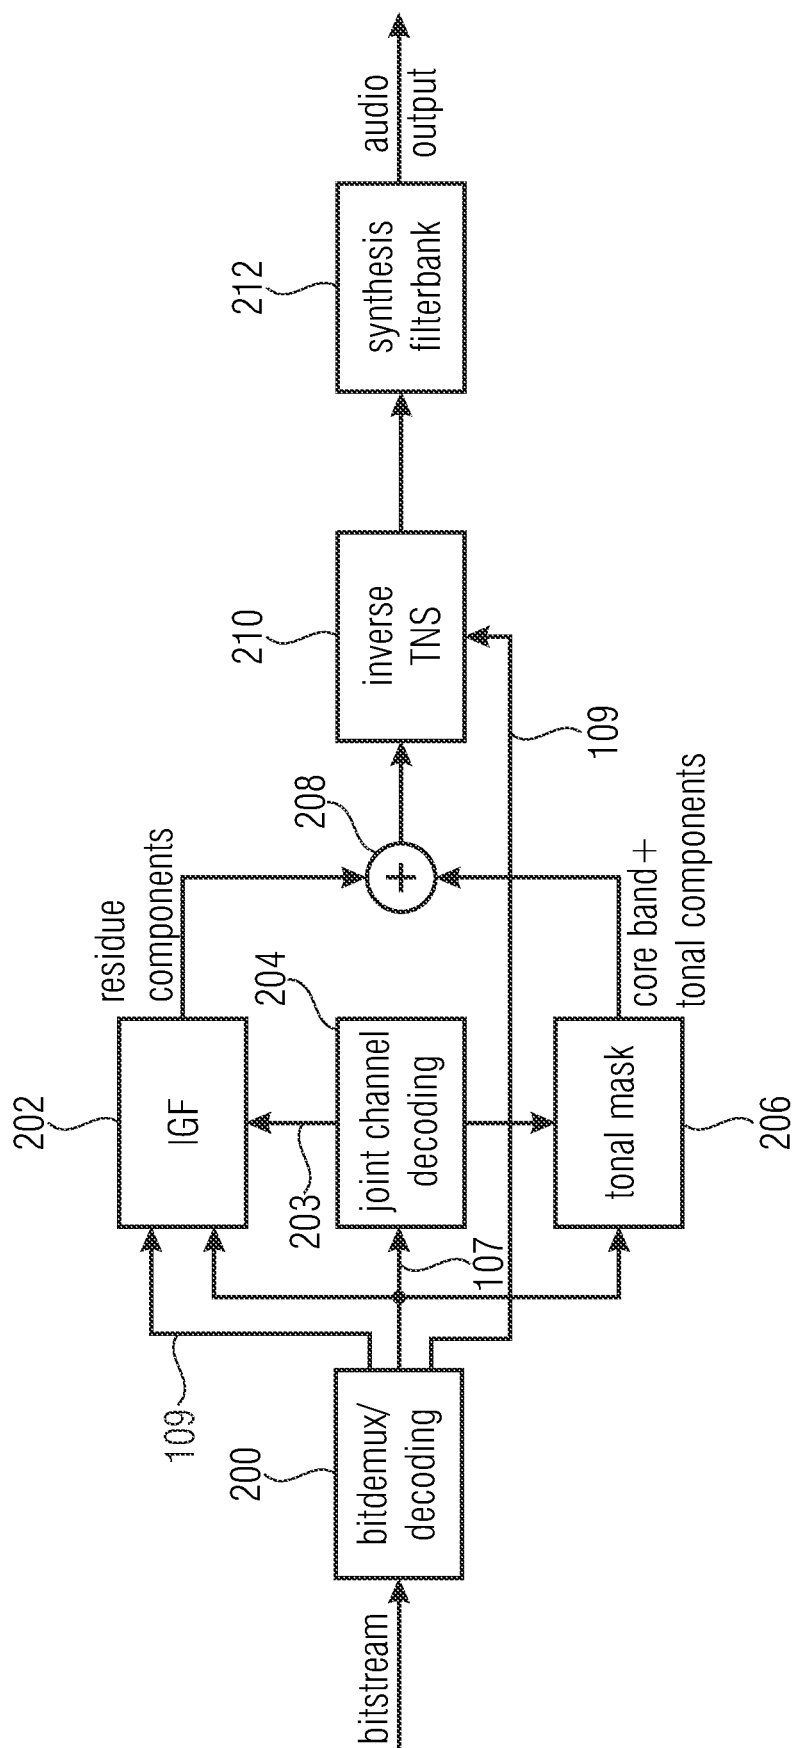 bitstream
bitdemux/
decoding
200
109
107
203
IGF
202
joint channel
decoding
204
tonal mask
206
residue
components
core band+
tonal components
208
+
109
inverse
TNS
210
synthesis
filterbank
212
audio
output